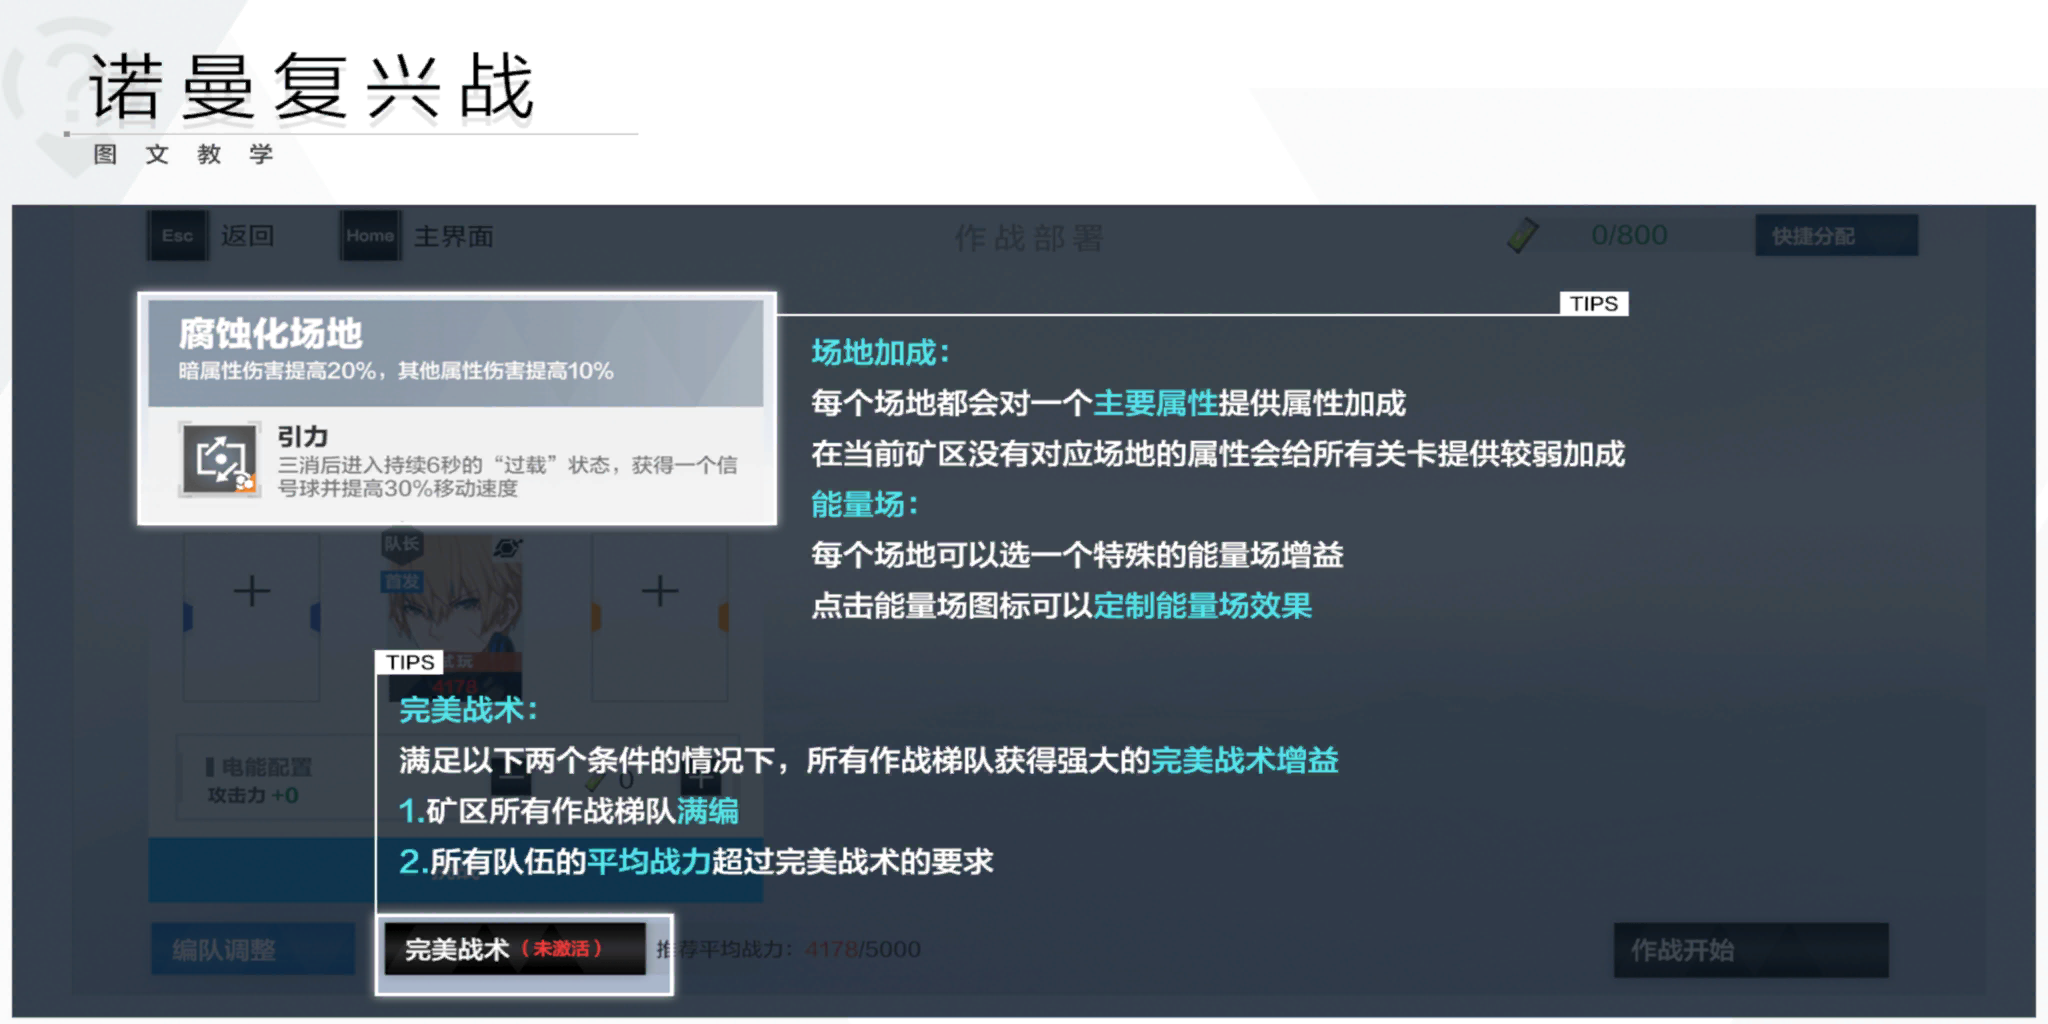 诺曼复兴战
图文教学
Esc 返回 Home 主界面 作战部署 0/800 快捷分配
TIPS
腐蚀化场地
暗属性伤害提高20%，其他属性伤害提高10%
引力
三消后进入持续6秒的“过载”状态，获得一个信
号球并提高30%移动速度
场地加成：
每个场地都会对一个主要属性提供属性加成
在当前矿区没有对应场地的属性会给所有关卡提供较弱加成
能量场：
每个场地可以选一个特殊的能量场增益
点击能量场图标可以定制能量场效果
队长
首发
试玩
4178
TIPS
完美战术：
满足以下两个条件的情况下，所有作战梯队获得强大的完美战术增益
1.矿区所有作战梯队满编
2.所有队伍的平均战力超过完美战术的要求
电能配置
攻击力 +0
0
编队调整
完美战术（未激活）
推荐平均战力：4178/5000
作战开始